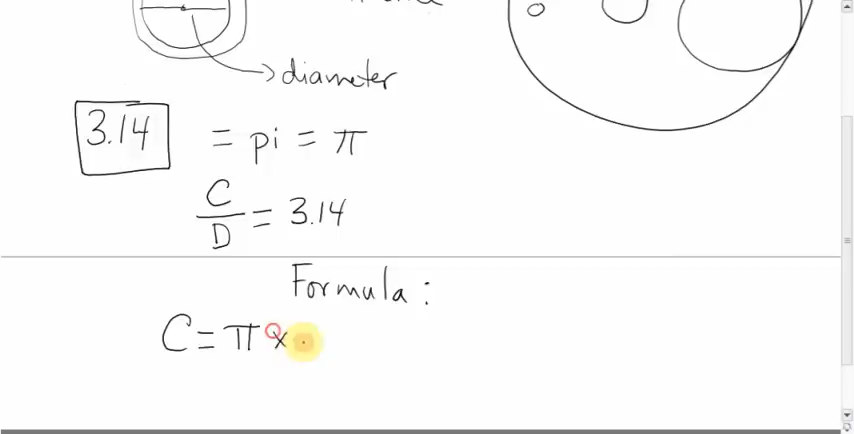 diameter
3.14 = pi = π
C/D = 3.14
Formula:
C = π ×